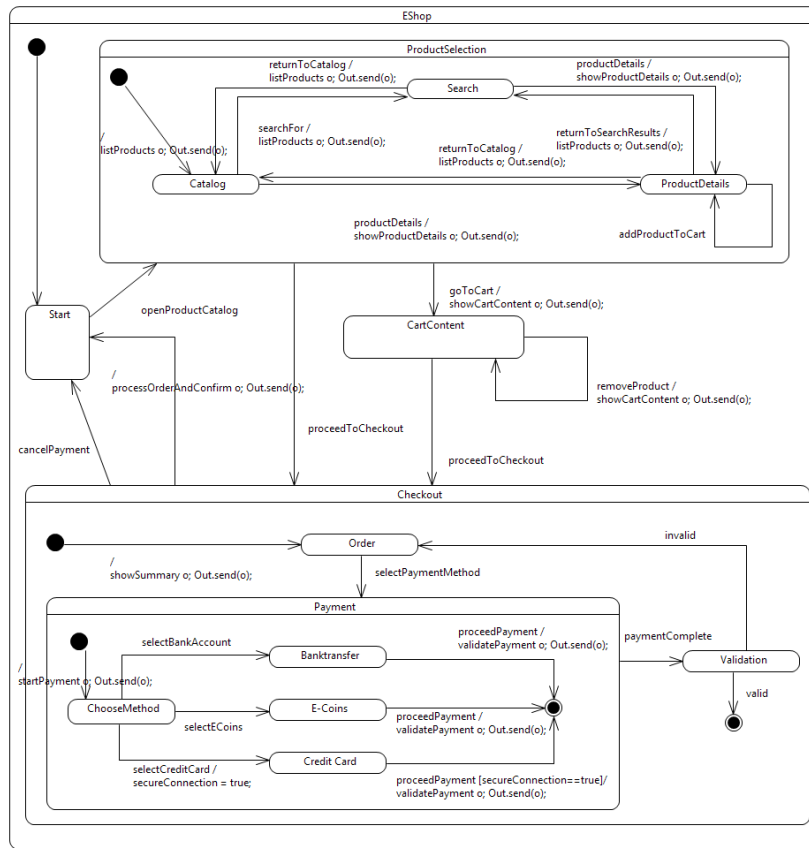 EShop
ProductSelection
returnToCatalog /
listProducts o; Out.send(o);
productDetails /
showProductDetails o; Out.send(o);
Search
searchFor /
listProducts o; Out.send(o);
returnToSearchResults /
listProducts o; Out.send(o);
/
listProducts o; Out.send(o);
returnToCatalog /
listProducts o; Out.send(o);
Catalog
ProductDetails
productDetails /
showProductDetails o; Out.send(o);
addProductToCart
goToCart /
showCartContent o; Out.send(o);
openProductCatalog
Start
CartContent
/
processOrderAndConfirm o; Out.send(o);
removeProduct /
showCartContent o; Out.send(o);
proceedToCheckout
cancelPayment
proceedToCheckout
Checkout
invalid
Order
/
showSummary o; Out.send(o);
selectPaymentMethod
Payment
selectBankAccount
proceedPayment /
validatePayment o; Out.send(o);
paymentComplete
Banktransfer
Validation
/
startPayment o; Out.send(o);
valid
ChooseMethod
E-Coins
selectECoins
proceedPayment /
validatePayment o; Out.send(o);
Credit Card
selectCreditCard /
secureConnection = true;
proceedPayment [secureConnection==true]/
validatePayment o; Out.send(o);